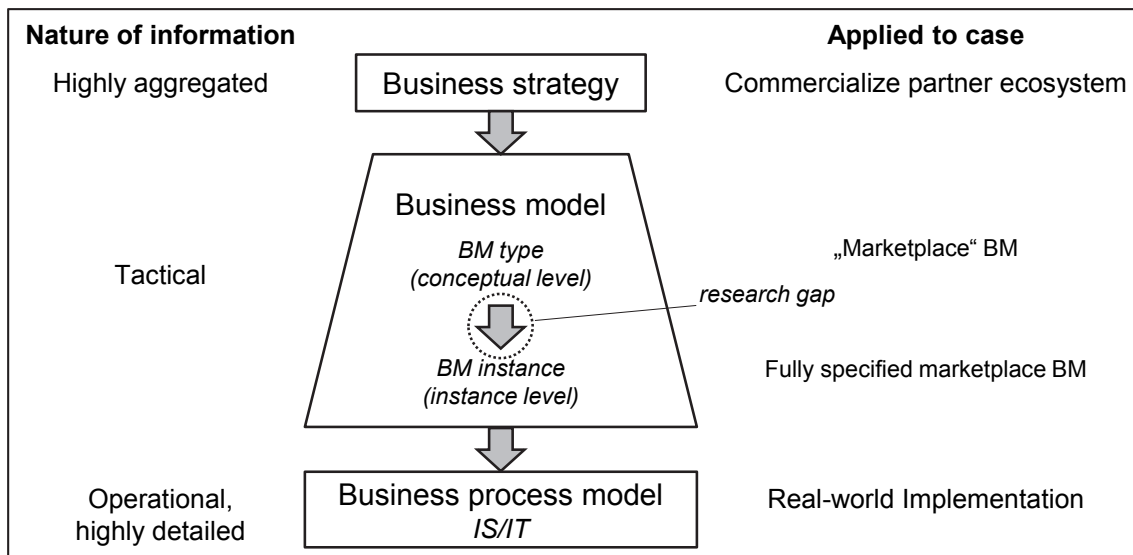 Nature of information
Applied to case
Highly aggregated
Business strategy
Commercialize partner ecosystem
Business model
BM type
(conceptual level)
„Marketplace“ BM
Tactical
research gap
BM instance
(instance level)
Fully specified marketplace BM
Operational,
highly detailed
Business process model
IS/IT
Real-world Implementation